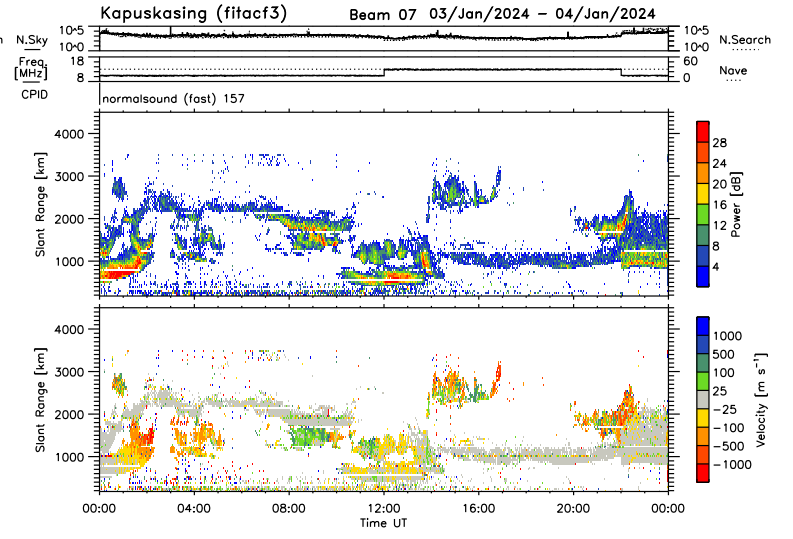 Kapuskasing (fitacf3) Beam 07 03/Jan/2024 - 04/Jan/2024
N.Sky 10^5 10^0 10^5 10^0 N.Search
Freq. [MHz] 18 8 60 0 Nave
CPID normalsound (fast) 157
Slant Range [km] 4000 3000 2000 1000
28 24 20 16 12 8 4 Power [dB]
Slant Range [km] 4000 3000 2000 1000
1000 500 100 25 -25 -100 -500 -1000 Velocity [m s^-1]
00:00 04:00 08:00 12:00 16:00 20:00 00:00
Time UT